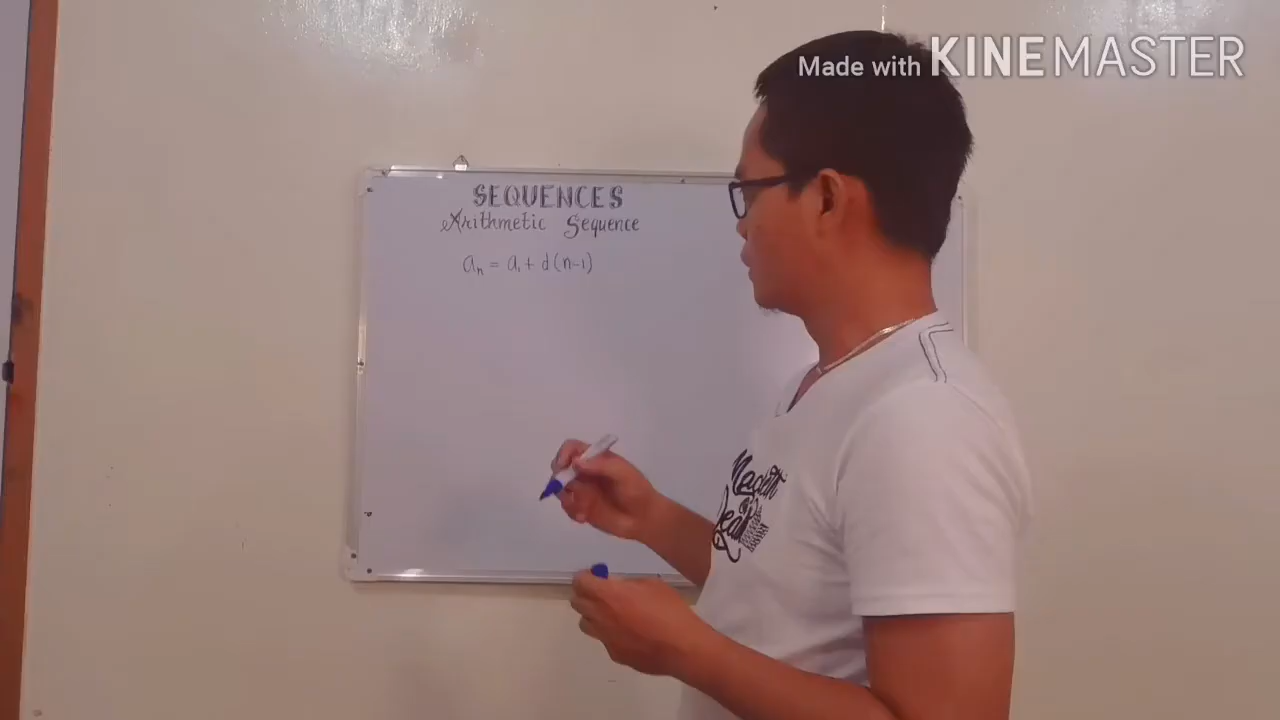 Made with KINEMASTER
SEQUENCES
Arithmetic Sequence
aₙ = a₁ + d(n-1)